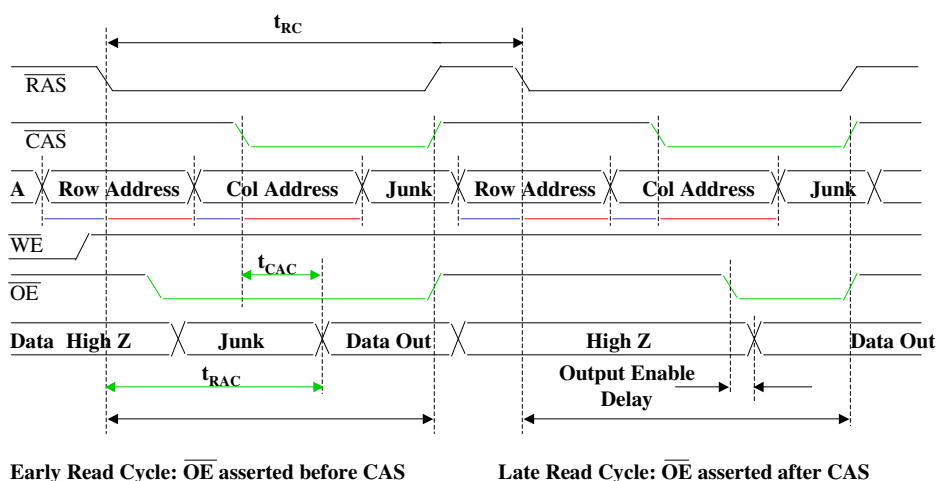 tRC
RAS
CAS
A Row Address Col Address Junk Row Address Col Address Junk
WE
tCAC
OE
Data High Z Junk Data Out High Z Data Out
tRAC
Output Enable
Delay
Early Read Cycle: OE asserted before CAS
Late Read Cycle: OE asserted after CAS